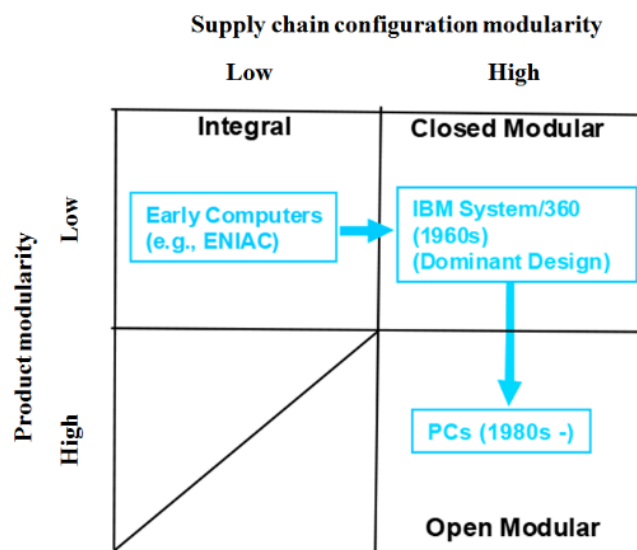 Supply chain configuration modularity
Low
High
Integral
Closed Modular
Product modularity
Low
High
Early Computers
(e.g., ENIAC)
IBM System/360
(1960s)
(Dominant Design)
PCs (1980s -)
Open Modular